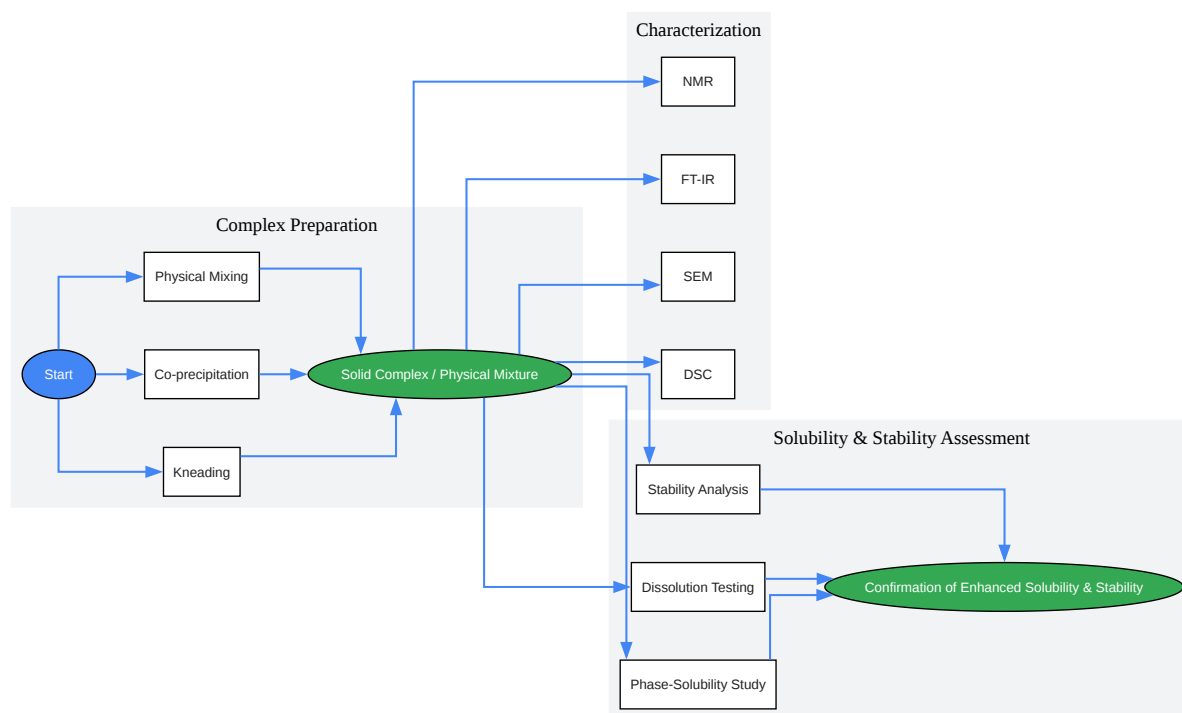 Characterization
NMR
FT-IR
SEM
DSC
Complex Preparation
Physical Mixing
Start
Co-precipitation
Solid Complex / Physical Mixture
Kneading
Solubility & Stability Assessment
Stability Analysis
Dissolution Testing
Confirmation of Enhanced Solubility & Stability
Phase-Solubility Study